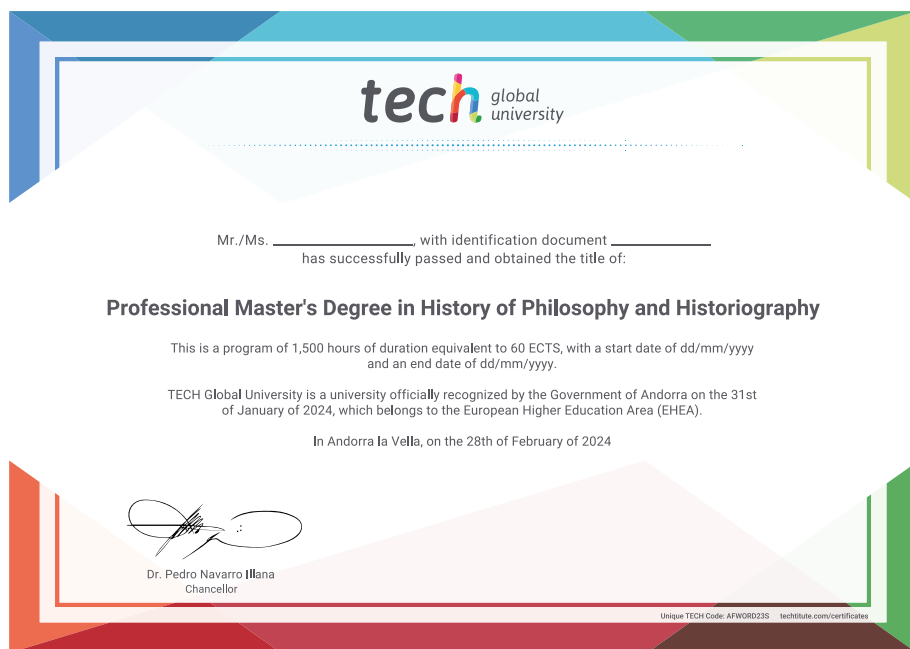 tech global
university
Mr./Ms. ____________________, with identification document ______________
has successfully passed and obtained the title of:
Professional Master's Degree in History of Philosophy and Historiography
This is a program of 1,500 hours of duration equivalent to 60 ECTS, with a start date of dd/mm/yyyy
and an end date of dd/mm/yyyy.
TECH Global University is a university officially recognized by the Government of Andorra on the 31st
of January of 2024, which belongs to the European Higher Education Area (EHEA).
In Andorra la Vella, on the 28th of February of 2024
Dr. Pedro Navarro Illana
Chancellor
Unique TECH Code: AFWORD23S techtitute.com/certificates